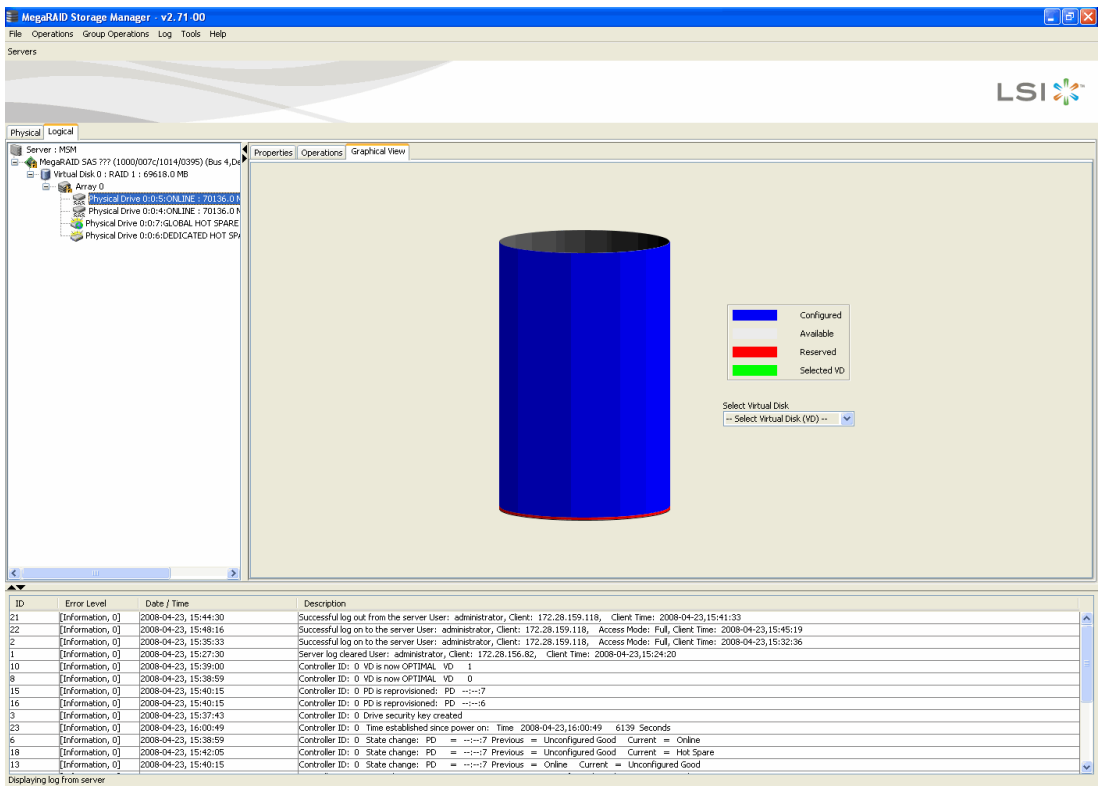 MegaRAID Storage Manager - v2.71-00
File Operations Group Operations Log Tools Help
Servers
LSI
Physical Logical
Server : MSM
MegaRAID SAS ??? (1000/007c/1014/0395) (Bus 4,De
Virtual Disk 0 : RAID 1 : 69618.0 MB
Array 0
Physical Drive 0:0:5:ONLINE : 70136.0 M
Physical Drive 0:0:4:ONLINE : 70136.0 M
Physical Drive 0:0:7:GLOBAL HOT SPARE
Physical Drive 0:0:6:DEDICATED HOT SPA
Properties Operations Graphical View
Configured
Available
Reserved
Selected VD
Select Virtual Disk
-- Select Virtual Disk (VD) --
ID Error Level Date / Time Description
21 [Information, 0] 2008-04-23, 15:44:30 Successful log out from the server User: administrator, Client: 172.28.159.118, Client Time: 2008-04-23,15:41:33
22 [Information, 0] 2008-04-23, 15:48:16 Successful log on to the server User: administrator, Client: 172.28.159.118, Access Mode: Full, Client Time: 2008-04-23,15:45:19
2 [Information, 0] 2008-04-23, 15:35:33 Successful log on to the server User: administrator, Client: 172.28.159.118, Access Mode: Full, Client Time: 2008-04-23,15:32:36
1 [Information, 0] 2008-04-23, 15:27:30 Server log cleared User: administrator, Client: 172.28.156.82, Client Time: 2008-04-23,15:24:20
10 [Information, 0] 2008-04-23, 15:39:00 Controller ID: 0 VD is now OPTIMAL VD 1
8 [Information, 0] 2008-04-23, 15:38:59 Controller ID: 0 VD is now OPTIMAL VD 0
15 [Information, 0] 2008-04-23, 15:40:15 Controller ID: 0 PD is reprovisioned: PD --:--:7
16 [Information, 0] 2008-04-23, 15:40:15 Controller ID: 0 PD is reprovisioned: PD --:--:6
3 [Information, 0] 2008-04-23, 15:37:43 Controller ID: 0 Drive security key created
23 [Information, 0] 2008-04-23, 16:00:49 Controller ID: 0 Time established since power on: Time 2008-04-23,16:00:49 6139 Seconds
6 [Information, 0] 2008-04-23, 15:38:59 Controller ID: 0 State change: PD = --:--:7 Previous = Unconfigured Good Current = Online
18 [Information, 0] 2008-04-23, 15:42:05 Controller ID: 0 State change: PD = --:--:7 Previous = Unconfigured Good Current = Hot Spare
13 [Information, 0] 2008-04-23, 15:40:15 Controller ID: 0 State change: PD = --:--:7 Previous = Online Current = Unconfigured Good
Displaying log from server